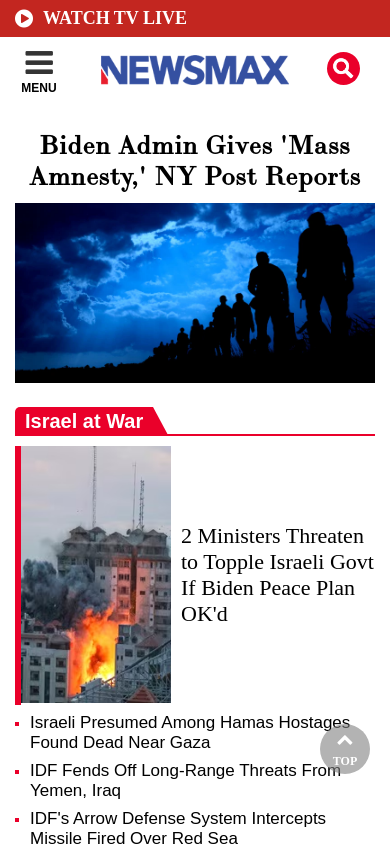 WATCH TV LIVE
MENU
NEWSMAX
Biden Admin Gives 'Mass
Amnesty,' NY Post Reports
Israel at War
2 Ministers Threaten
to Topple Israeli Govt
If Biden Peace Plan
OK'd
Israeli Presumed Among Hamas Hostages
Found Dead Near Gaza
IDF Fends Off Long-Range Threats From
Yemen, Iraq
TOP
IDF's Arrow Defense System Intercepts
Missile Fired Over Red Sea